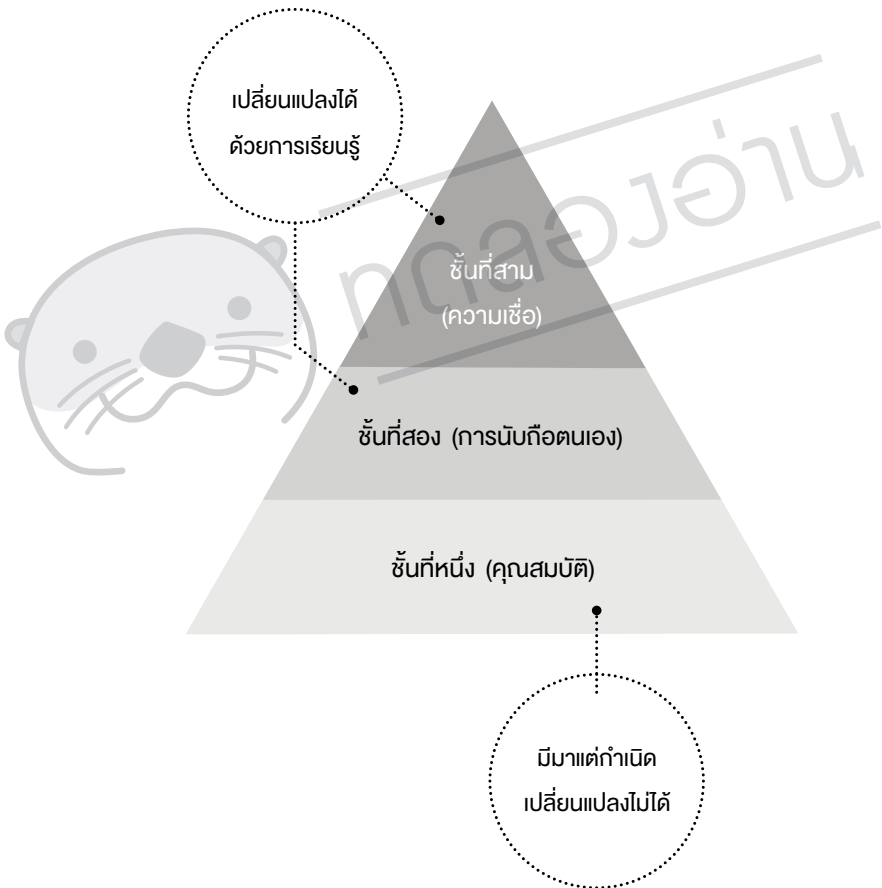 เปลี่ยนแปลงได้
ด้วยการเรียนรู้
ทดลองอ่าน
ชั้นที่สาม
(ความเชื่อ)
ชั้นที่สอง (การนับถือตนเอง)
ชั้นที่หนึ่ง (คุณสมบัติ)
มีมาแต่กำเนิด
เปลี่ยนแปลงไม่ได้